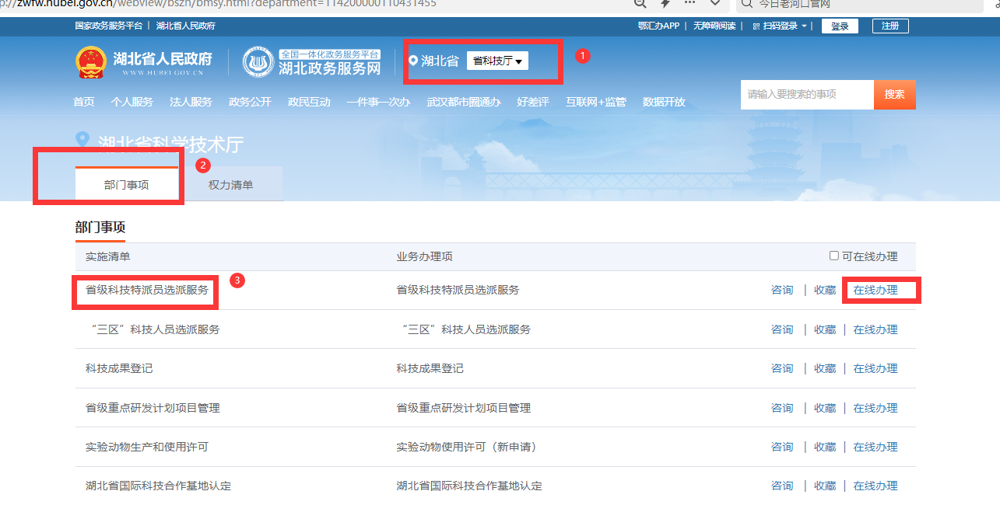 p://zwfw.hubei.gov.cn/webview/bszn/bmsy.html?department=11420000011043145​5
今日老河口官网
国家政务服务平台 | 湖北省人民政府
鄂汇办APP | 无障碍阅读 | 扫码登录 | 登录 注册
湖北省人民政府
WWW.HUBEI.GOV.CN
全国一体化政务服务平台
湖北政务服务网
湖北省 省科技厅
1
首页 个人服务 法人服务 政务公开 政民互动 一件事一次办 武汉都市圈通办 好差评 互联网+监管 数据开放
请输入要搜索的事项 搜索
湖北省科学技术厅
2
部门事项 权力清单
部门事项
实施清单 业务办理项 可在线办理
3
省级科技特派员选派服务 省级科技特派员选派服务 咨询 | 收藏 在线办理
“三区”科技人员选派服务 “三区”科技人员选派服务 咨询 | 收藏 | 在线办理
科技成果登记 科技成果登记 咨询 | 收藏 | 在线办理
省级重点研发计划项目管理 省级重点研发计划项目管理 咨询 | 收藏 | 在线办理
实验动物生产和使用许可 实验动物使用许可（新申请） 咨询 | 收藏 | 在线办理
湖北省国际科技合作基地认定 湖北省国际科技合作基地认定 咨询 | 收藏 | 在线办理